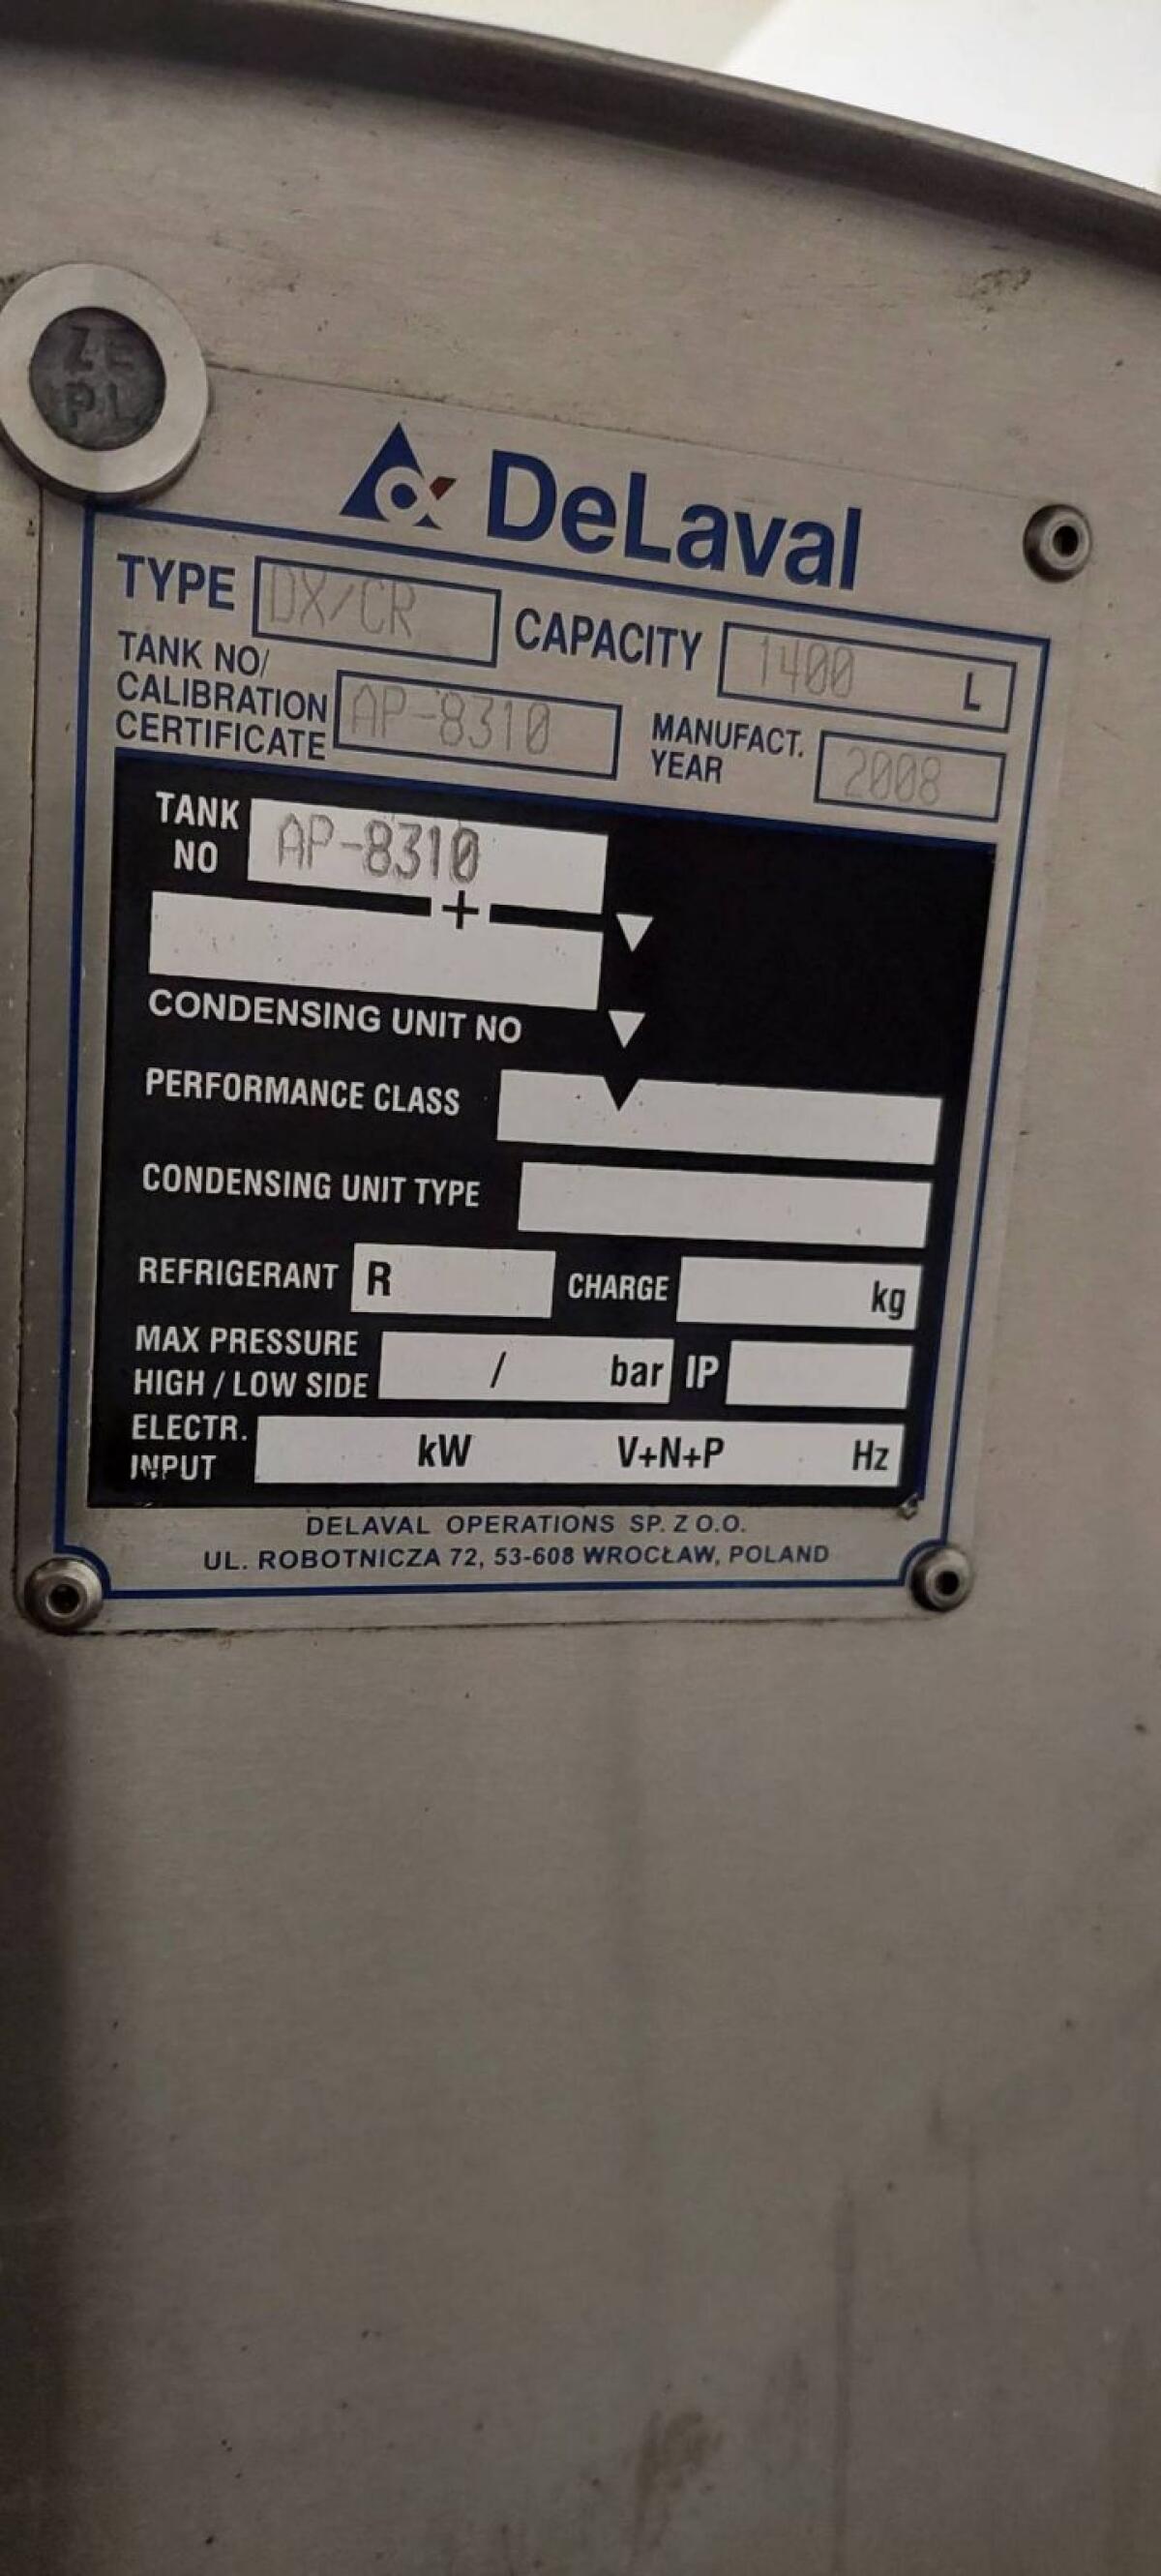 ZE
PL
DeLaval
TYPE DX/CR CAPACITY 1400 L
TANK NO/
CALIBRATION
CERTIFICATE AP-8310 MANUFACT.
YEAR 2008
TANK
NO AP-8310
+
CONDENSING UNIT NO
PERFORMANCE CLASS
CONDENSING UNIT TYPE
REFRIGERANT R CHARGE kg
MAX PRESSURE
HIGH / LOW SIDE / bar IP
ELECTR.
INPUT kW V+N+P Hz
DELAVAL OPERATIONS SP. Z O.O.
UL. ROBOTNICZA 72, 53-608 WROCŁAW, POLAND